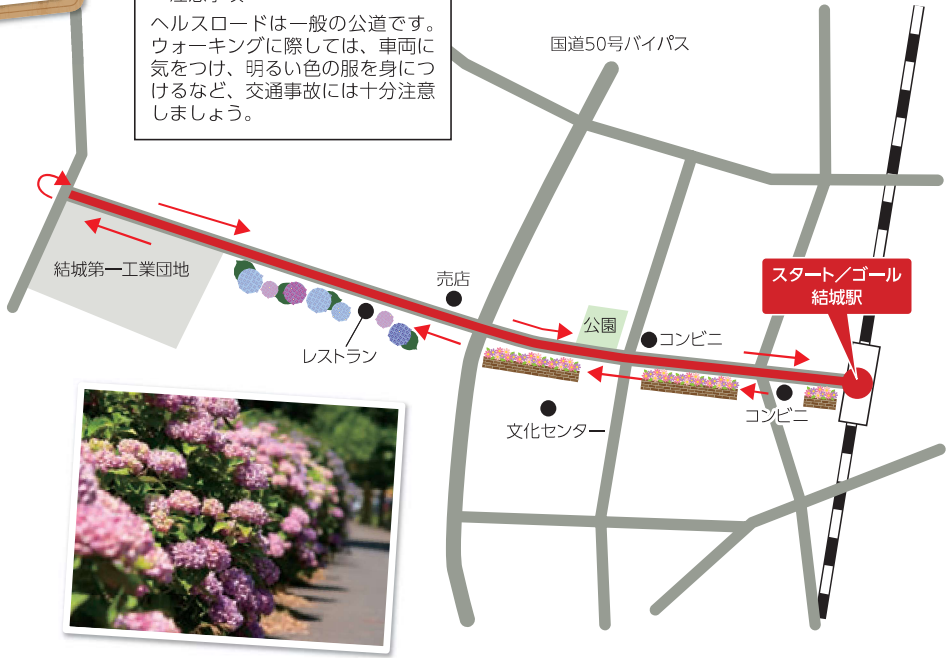 ヘルスロードは一般の公道です。
ウォーキングに際しては、車両に
気をつけ、明るい色の服を身につ
けるなど、交通事故には十分注意
しましょう。
国道50号バイパス
結城第一工業団地
売店
レストラン
公園
コンビニ
スタート／ゴール
結城駅
コンビニ
文化センター